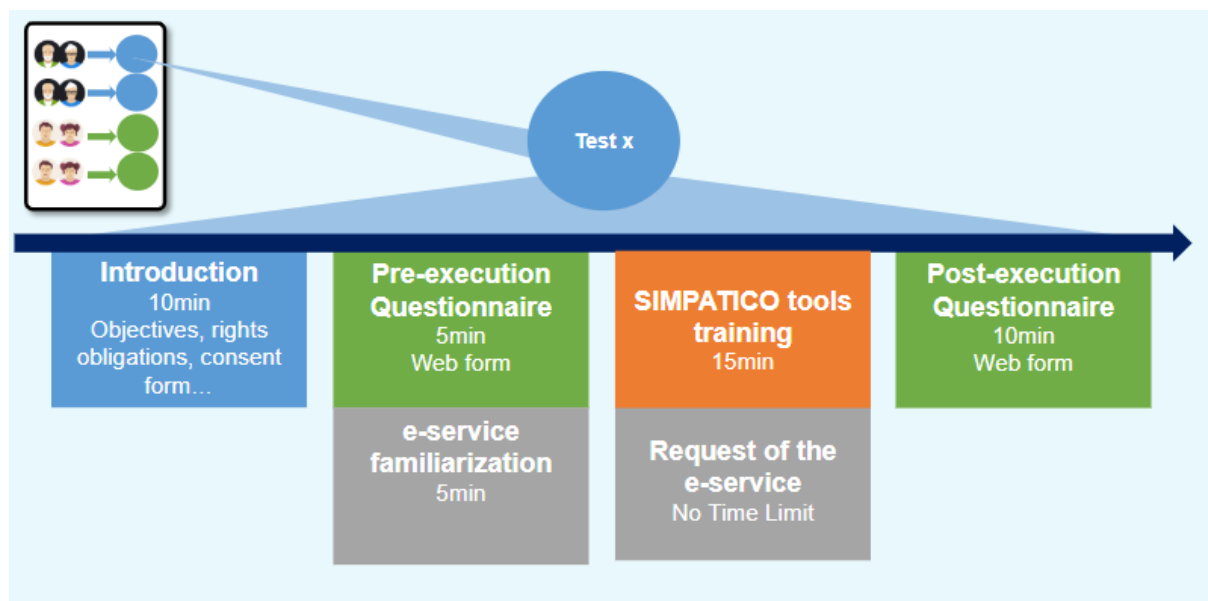 Test x
Introduction
10min
Objectives, rights
obligations, consent
form...
Pre-execution
Questionnaire
5min
Web form
e-service
familiarization
5min
SIMPATICO tools
training
15min
Request of the
e-service
No Time Limit
Post-execution
Questionnaire
10min
Web form